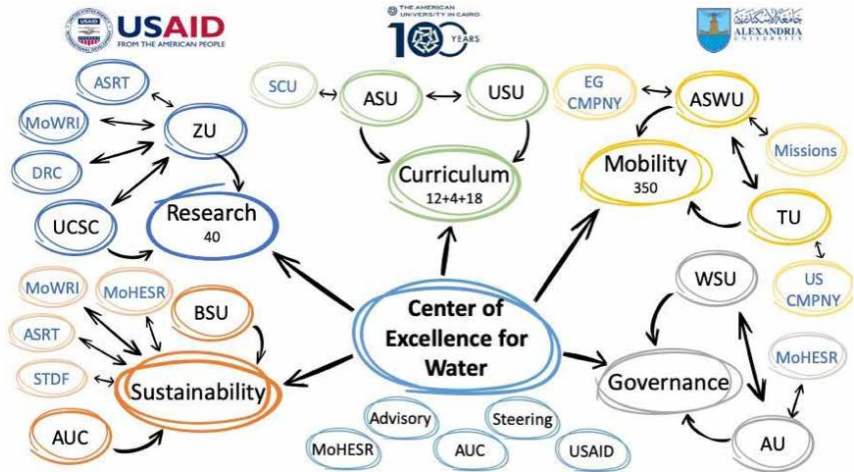 USAID
FROM THE AMERICAN PEOPLE
THE AMERICAN
UNIVERSITY IN CAIRO
100 YEARS
جامعة الإسكندرية
ALEXANDRIA
UNIVERSITY
ASRT
MoWRI
DRC
UCSC
ZU
Research
40
SCU
ASU
USU
Curriculum
12+4+18
EG
CMPNY
ASWU
Missions
Mobility
350
TU
US
CMPNY
MoWRI
MoHESR
ASRT
STDF
BSU
Sustainability
AUC
Center of
Excellence for
Water
WSU
MoHESR
Governance
AU
Advisory
Steering
MoHESR
AUC
USAID